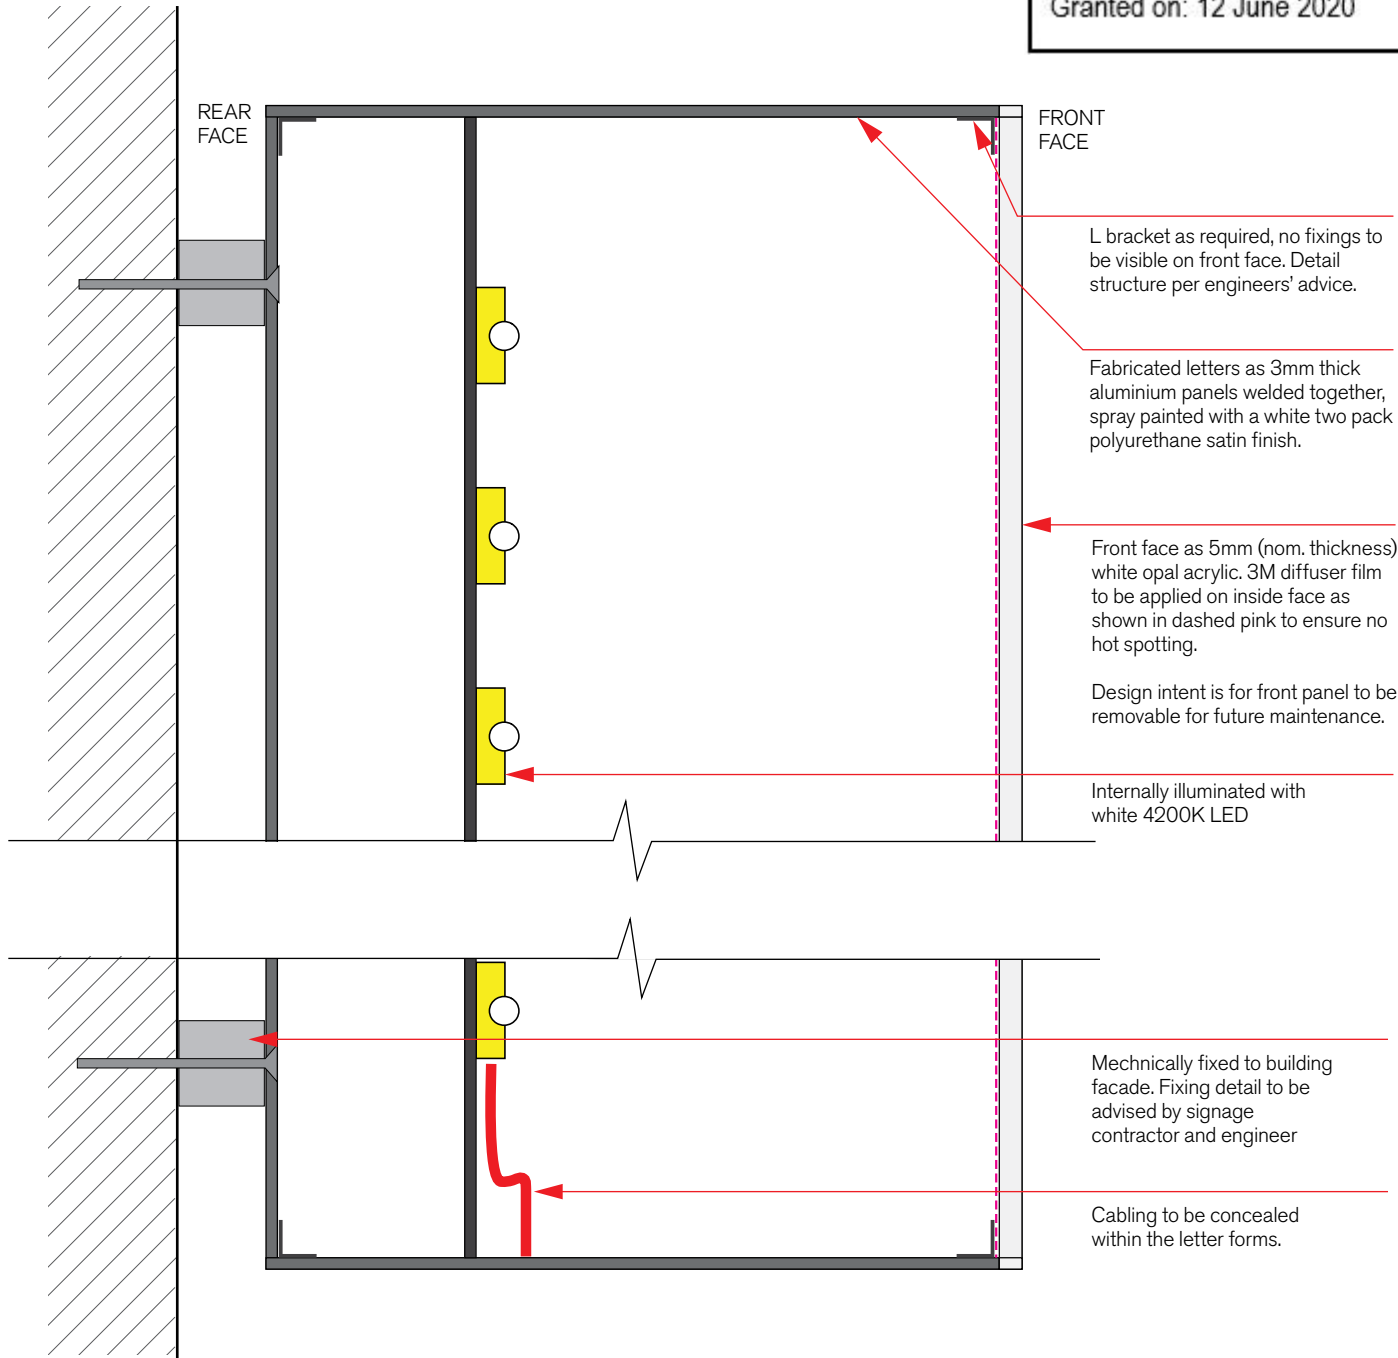 Granted on: 12 June 2020
REAR
FACE
FRONT
FACE
L bracket as required, no fixings to
be visible on front face. Detail
structure per engineers’ advice.
Fabricated letters as 3mm thick
aluminium panels welded together,
spray painted with a white two pack
polyurethane satin finish.
Front face as 5mm (nom. thickness)
white opal acrylic. 3M diffuser film
to be applied on inside face as
shown in dashed pink to ensure no
hot spotting.
Design intent is for front panel to be
removable for future maintenance.
Internally illuminated with
white 4200K LED
Mechnically fixed to building
facade. Fixing detail to be
advised by signage
contractor and engineer
Cabling to be concealed
within the letter forms.